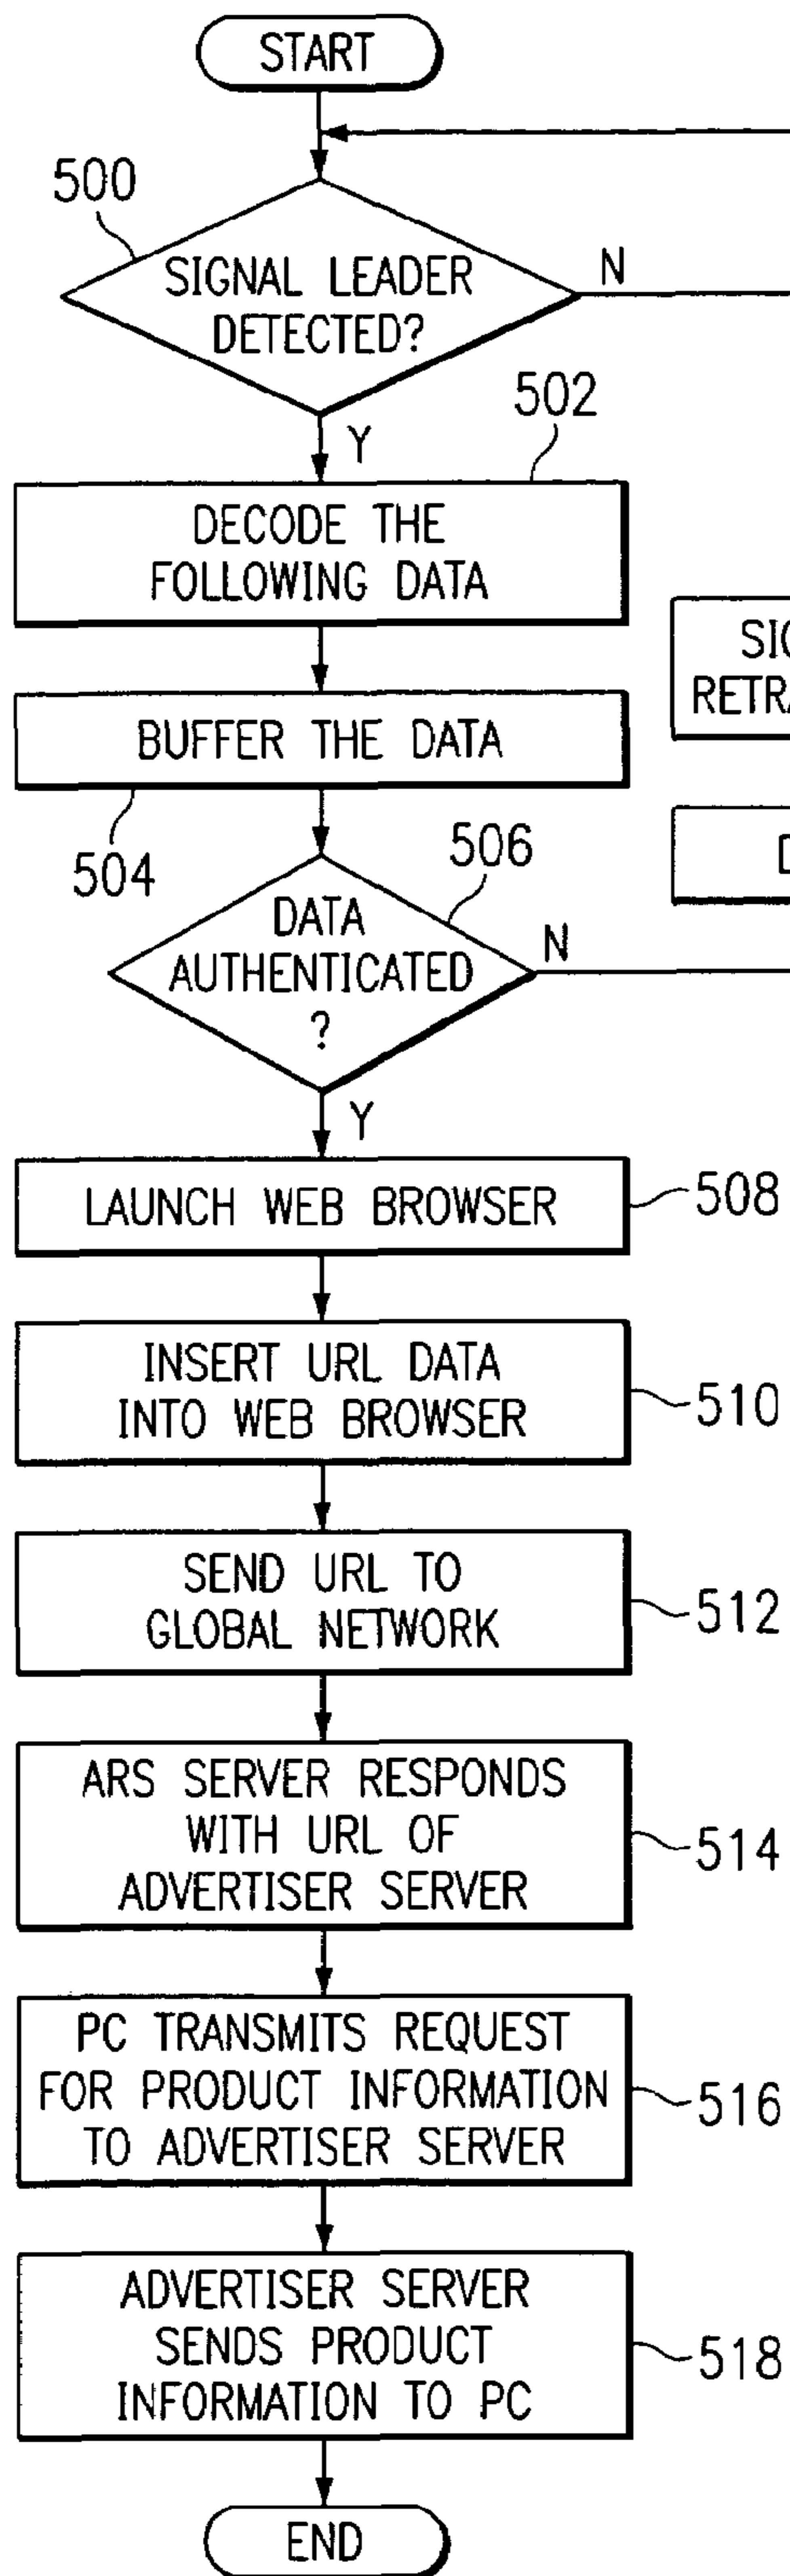 START
500
SIGNAL LEADER
DETECTED?
N
Y
502
DECODE THE
FOLLOWING DATA
BUFFER THE DATA
504
506
DATA
AUTHENTICATED
?
N
Y
LAUNCH WEB BROWSER
508
INSERT URL DATA
INTO WEB BROWSER
510
SEND URL TO
GLOBAL NETWORK
512
ARS SERVER RESPONDS
WITH URL OF
ADVERTISER SERVER
514
PC TRANSMITS REQUEST
FOR PRODUCT INFORMATION
TO ADVERTISER SERVER
516
ADVERTISER SERVER
SENDS PRODUCT
INFORMATION TO PC
518
END